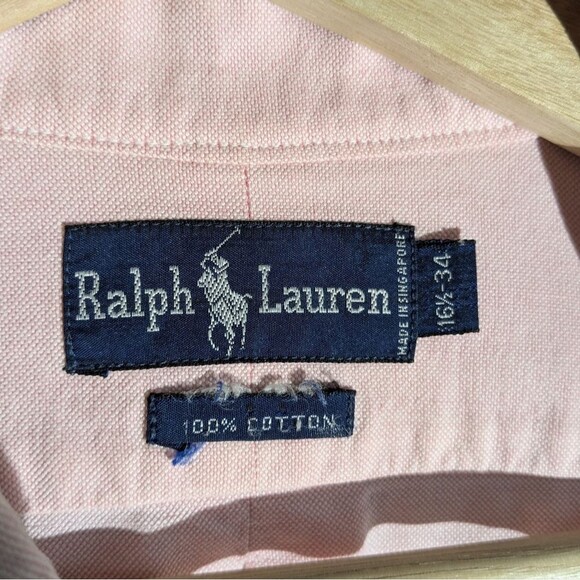 Ralph Lauren
MADE IN SINGAPORE
16½-34
100% COTTON